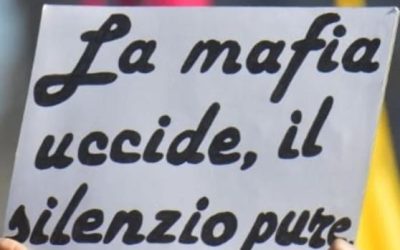 La mafia
uccide, il
silenzio pure.